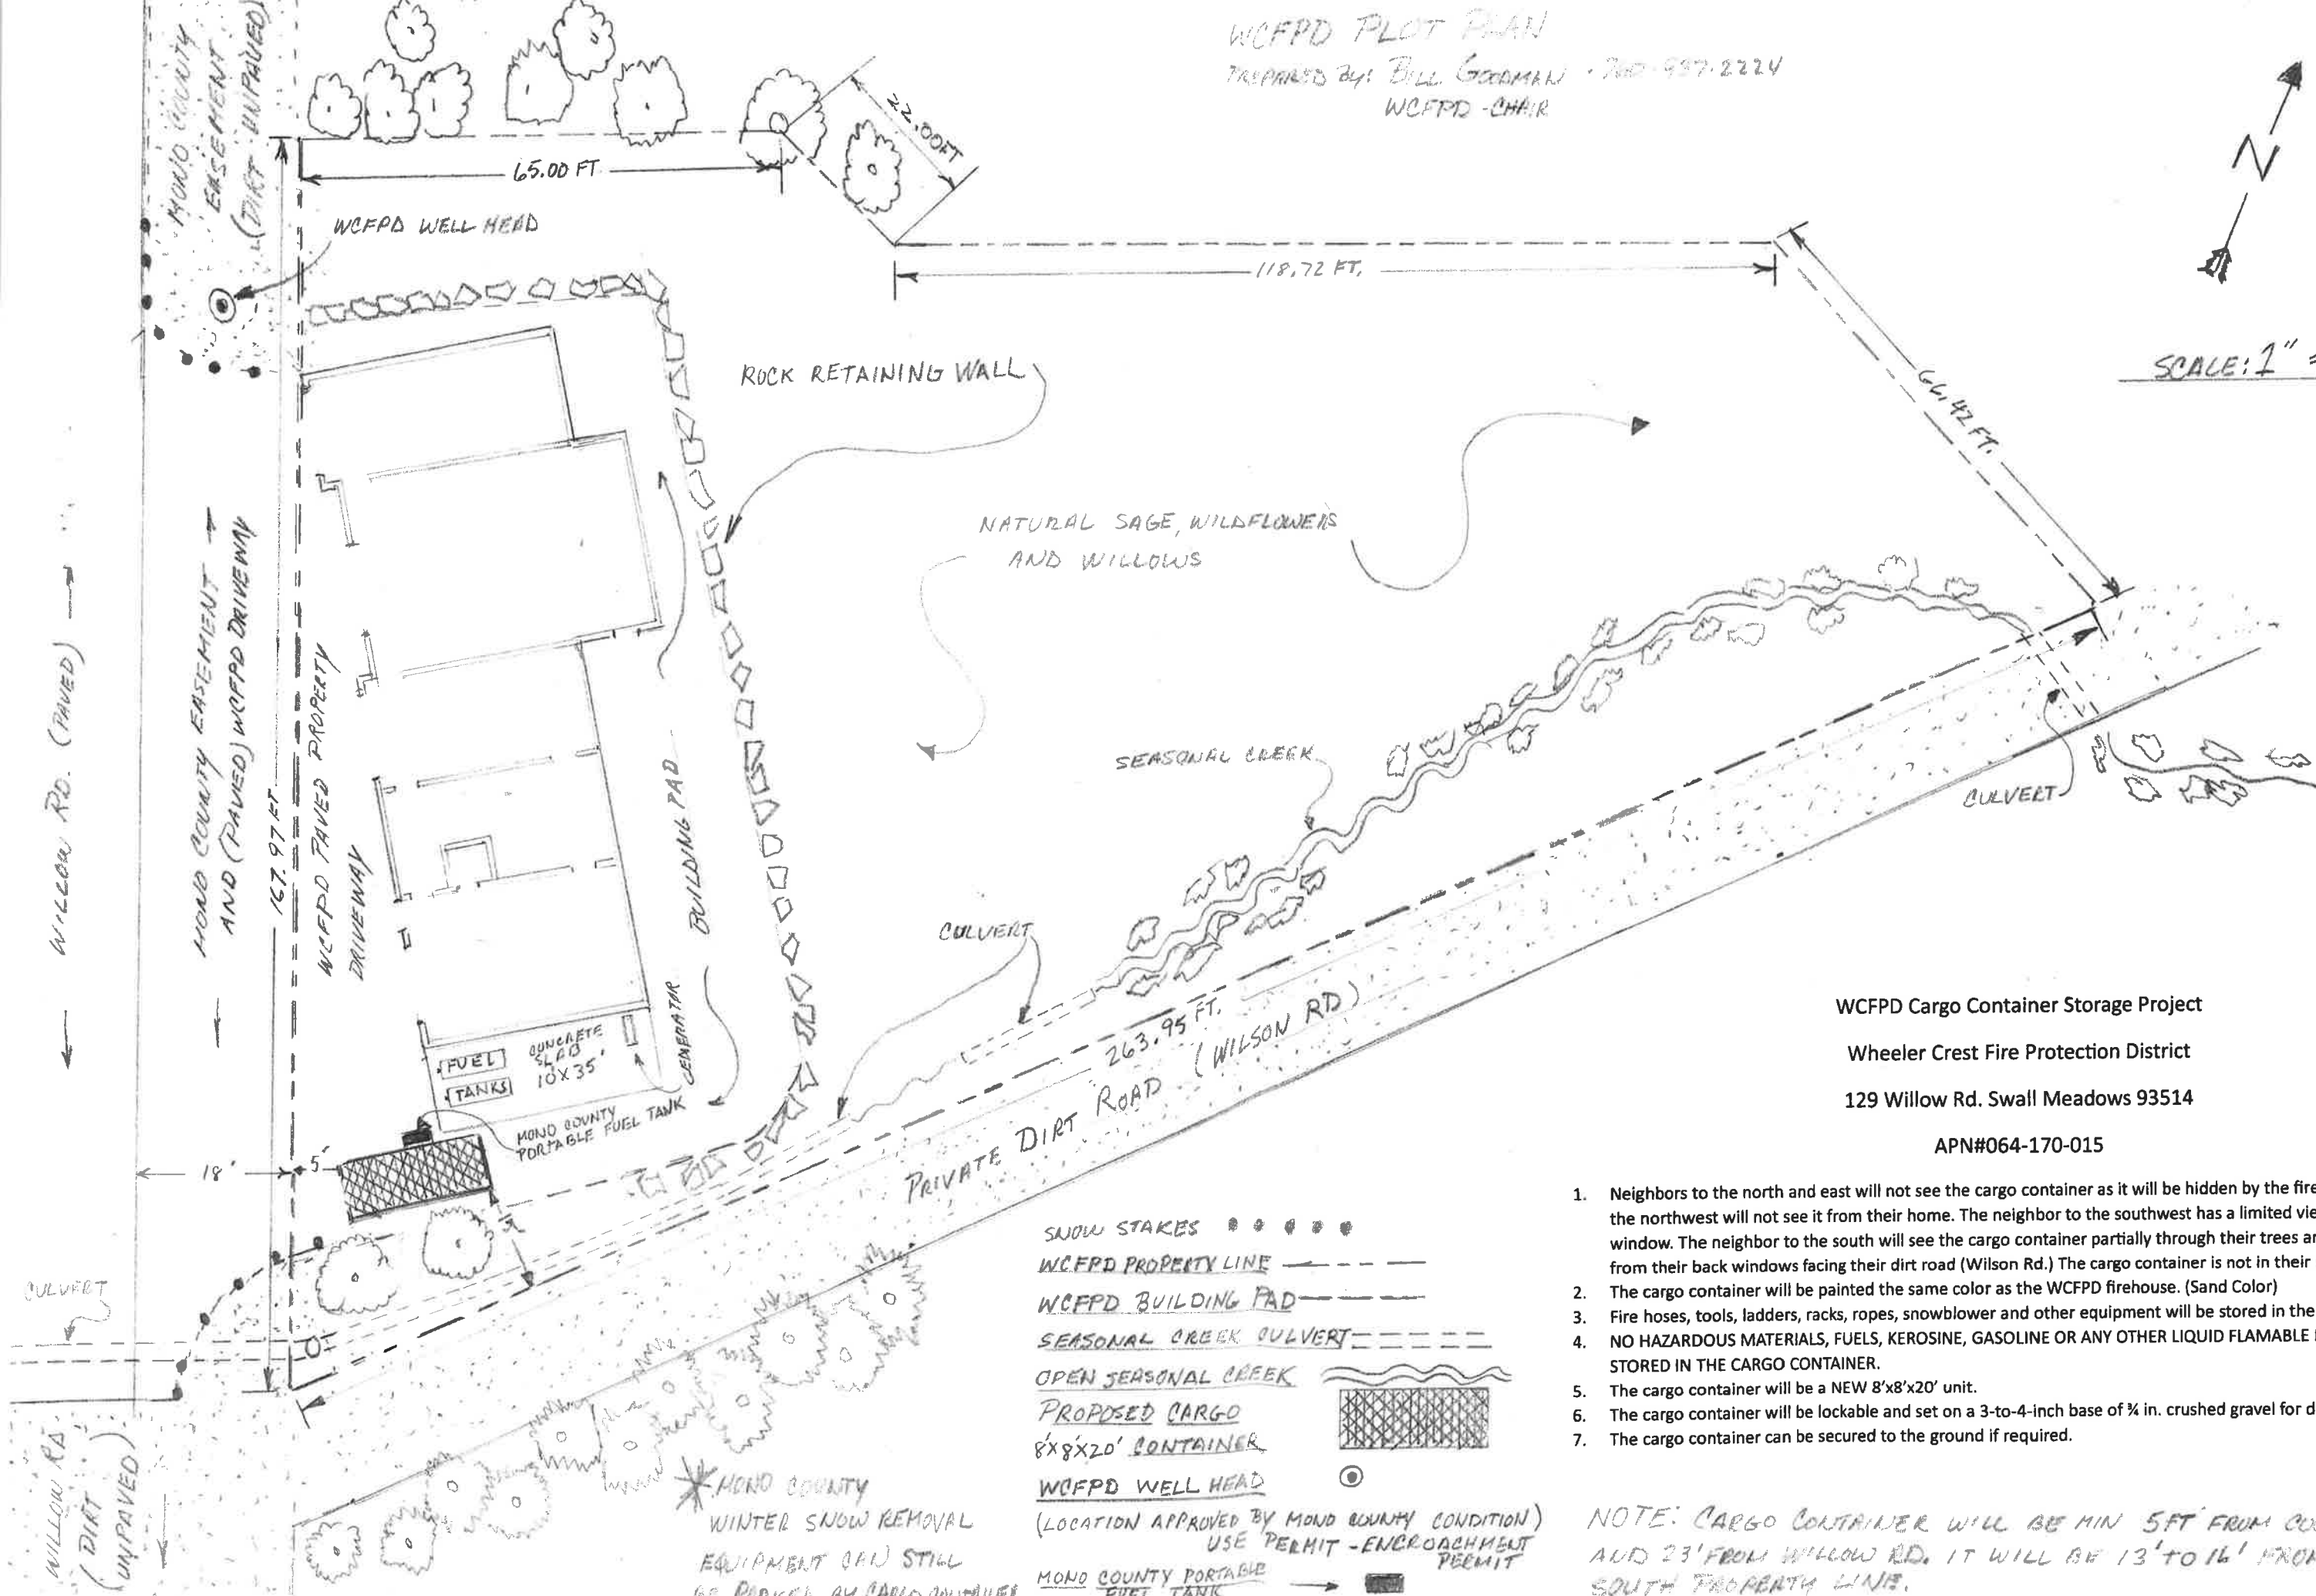 WCFPD PLOT PLAN
PREPARED BY: BILL GOODMAN · 760·937·2224
WCFPD - CHAIR
MONO COUNTY
EASEMENT
(DIRT UNPAVED)
22.00FT
65.00 FT.
N
WCFPD WELL HEAD
118.72 FT.
SCALE: 1" =
66.42 FT.
ROCK RETAINING WALL
NATURAL SAGE, WILDFLOWERS
AND WILLOWS
WILLOW RD. (PAVED)
MONO COUNTY EASEMENT
AND (PAVED) WCFPD DRIVEWAY
167.97 FT.
WCFPD PAVED PROPERTY
DRIVEWAY
BUILDING PAD
SEASONAL CREEK
CULVERT
CULVERT
GENERATOR
FUEL
TANKS
CONCRETE
SLAB
10X35'
MONO COUNTY
PORTABLE FUEL TANK
263.95 FT.
PRIVATE DIRT ROAD (WILSON RD)
18'
5'
CULVERT
WILLOW RD.
(DIRT
UNPAVED)
WCFPD Cargo Container Storage Project
Wheeler Crest Fire Protection District
129 Willow Rd. Swall Meadows 93514
APN#064-170-015
1. Neighbors to the north and east will not see the cargo container as it will be hidden by the fire
the northwest will not see it from their home. The neighbor to the southwest has a limited vie
window. The neighbor to the south will see the cargo container partially through their trees a
from their back windows facing their dirt road (Wilson Rd.) The cargo container is not in their
2. The cargo container will be painted the same color as the WCFPD firehouse. (Sand Color)
3. Fire hoses, tools, ladders, racks, ropes, snowblower and other equipment will be stored in the
4. NO HAZARDOUS MATERIALS, FUELS, KEROSINE, GASOLINE OR ANY OTHER LIQUID FLAMABLE
STORED IN THE CARGO CONTAINER.
5. The cargo container will be a NEW 8'x8'x20' unit.
6. The cargo container will be lockable and set on a 3-to-4-inch base of ¾ in. crushed gravel for d
7. The cargo container can be secured to the ground if required.
SNOW STAKES
WCFPD PROPERTY LINE
WCFPD BUILDING PAD
SEASONAL CREEK CULVERT
OPEN SEASONAL CREEK
PROPOSED CARGO
8'X8'X20' CONTAINER
WCFPD WELL HEAD
(LOCATION APPROVED BY MONO COUNTY CONDITION)
USE PERMIT - ENCROACHMENT
PERMIT
MONO COUNTY PORTABLE
FUEL TANK
MONO COUNTY
WINTER SNOW REMOVAL
EQUIPMENT CAN STILL
BE PARKED BY CARGO CONTAINER
NOTE: CARGO CONTAINER WILL BE MIN 5FT FROM CO
AND 23' FROM WILLOW RD. IT WILL BE 13' TO 16' FROM
SOUTH PROPERTY LINE.